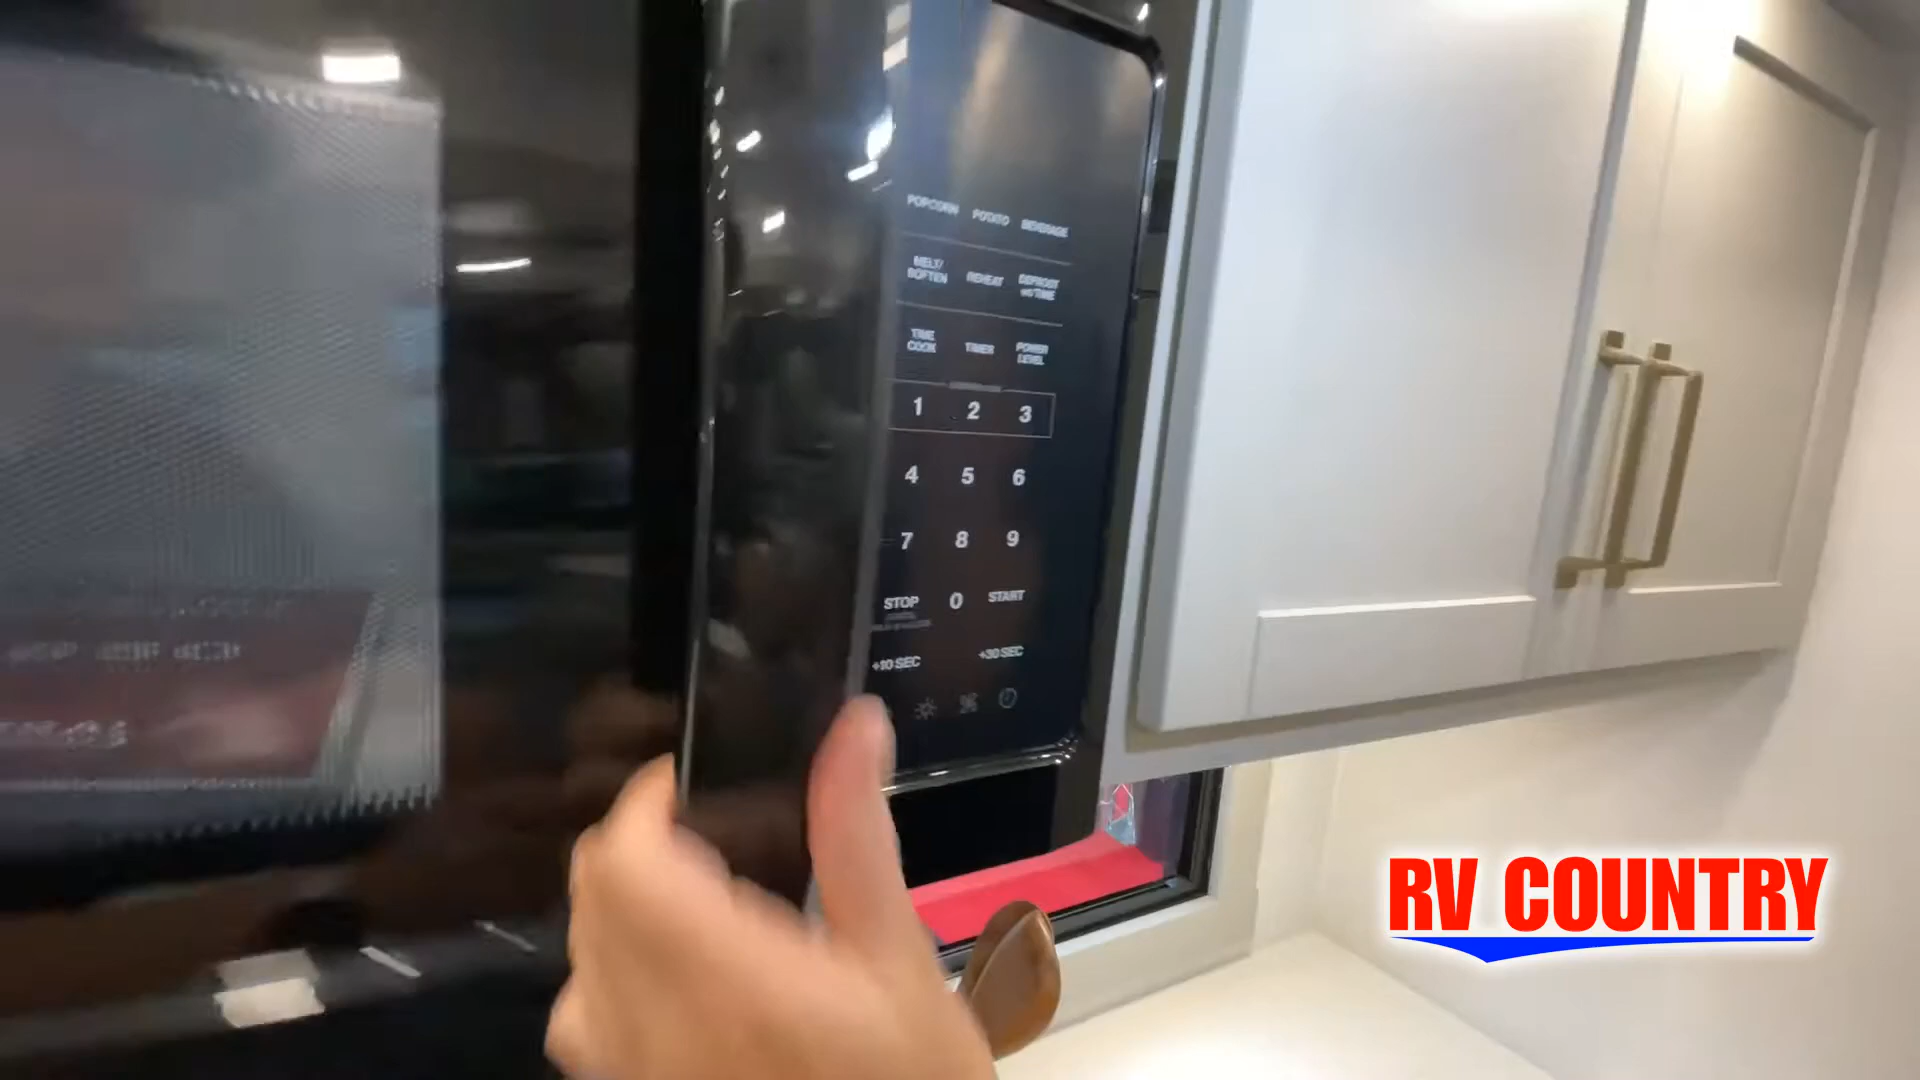 POPCORN POTATO BEVERAGE
MELT/
SOFTEN
REHEAT
DEFROST
TIME
COOK
TIMER
POWER
LEVEL
1 2 3
4 5 6
7 8 9
STOP 0 START
+10 SEC +30 SEC
RV COUNTRY